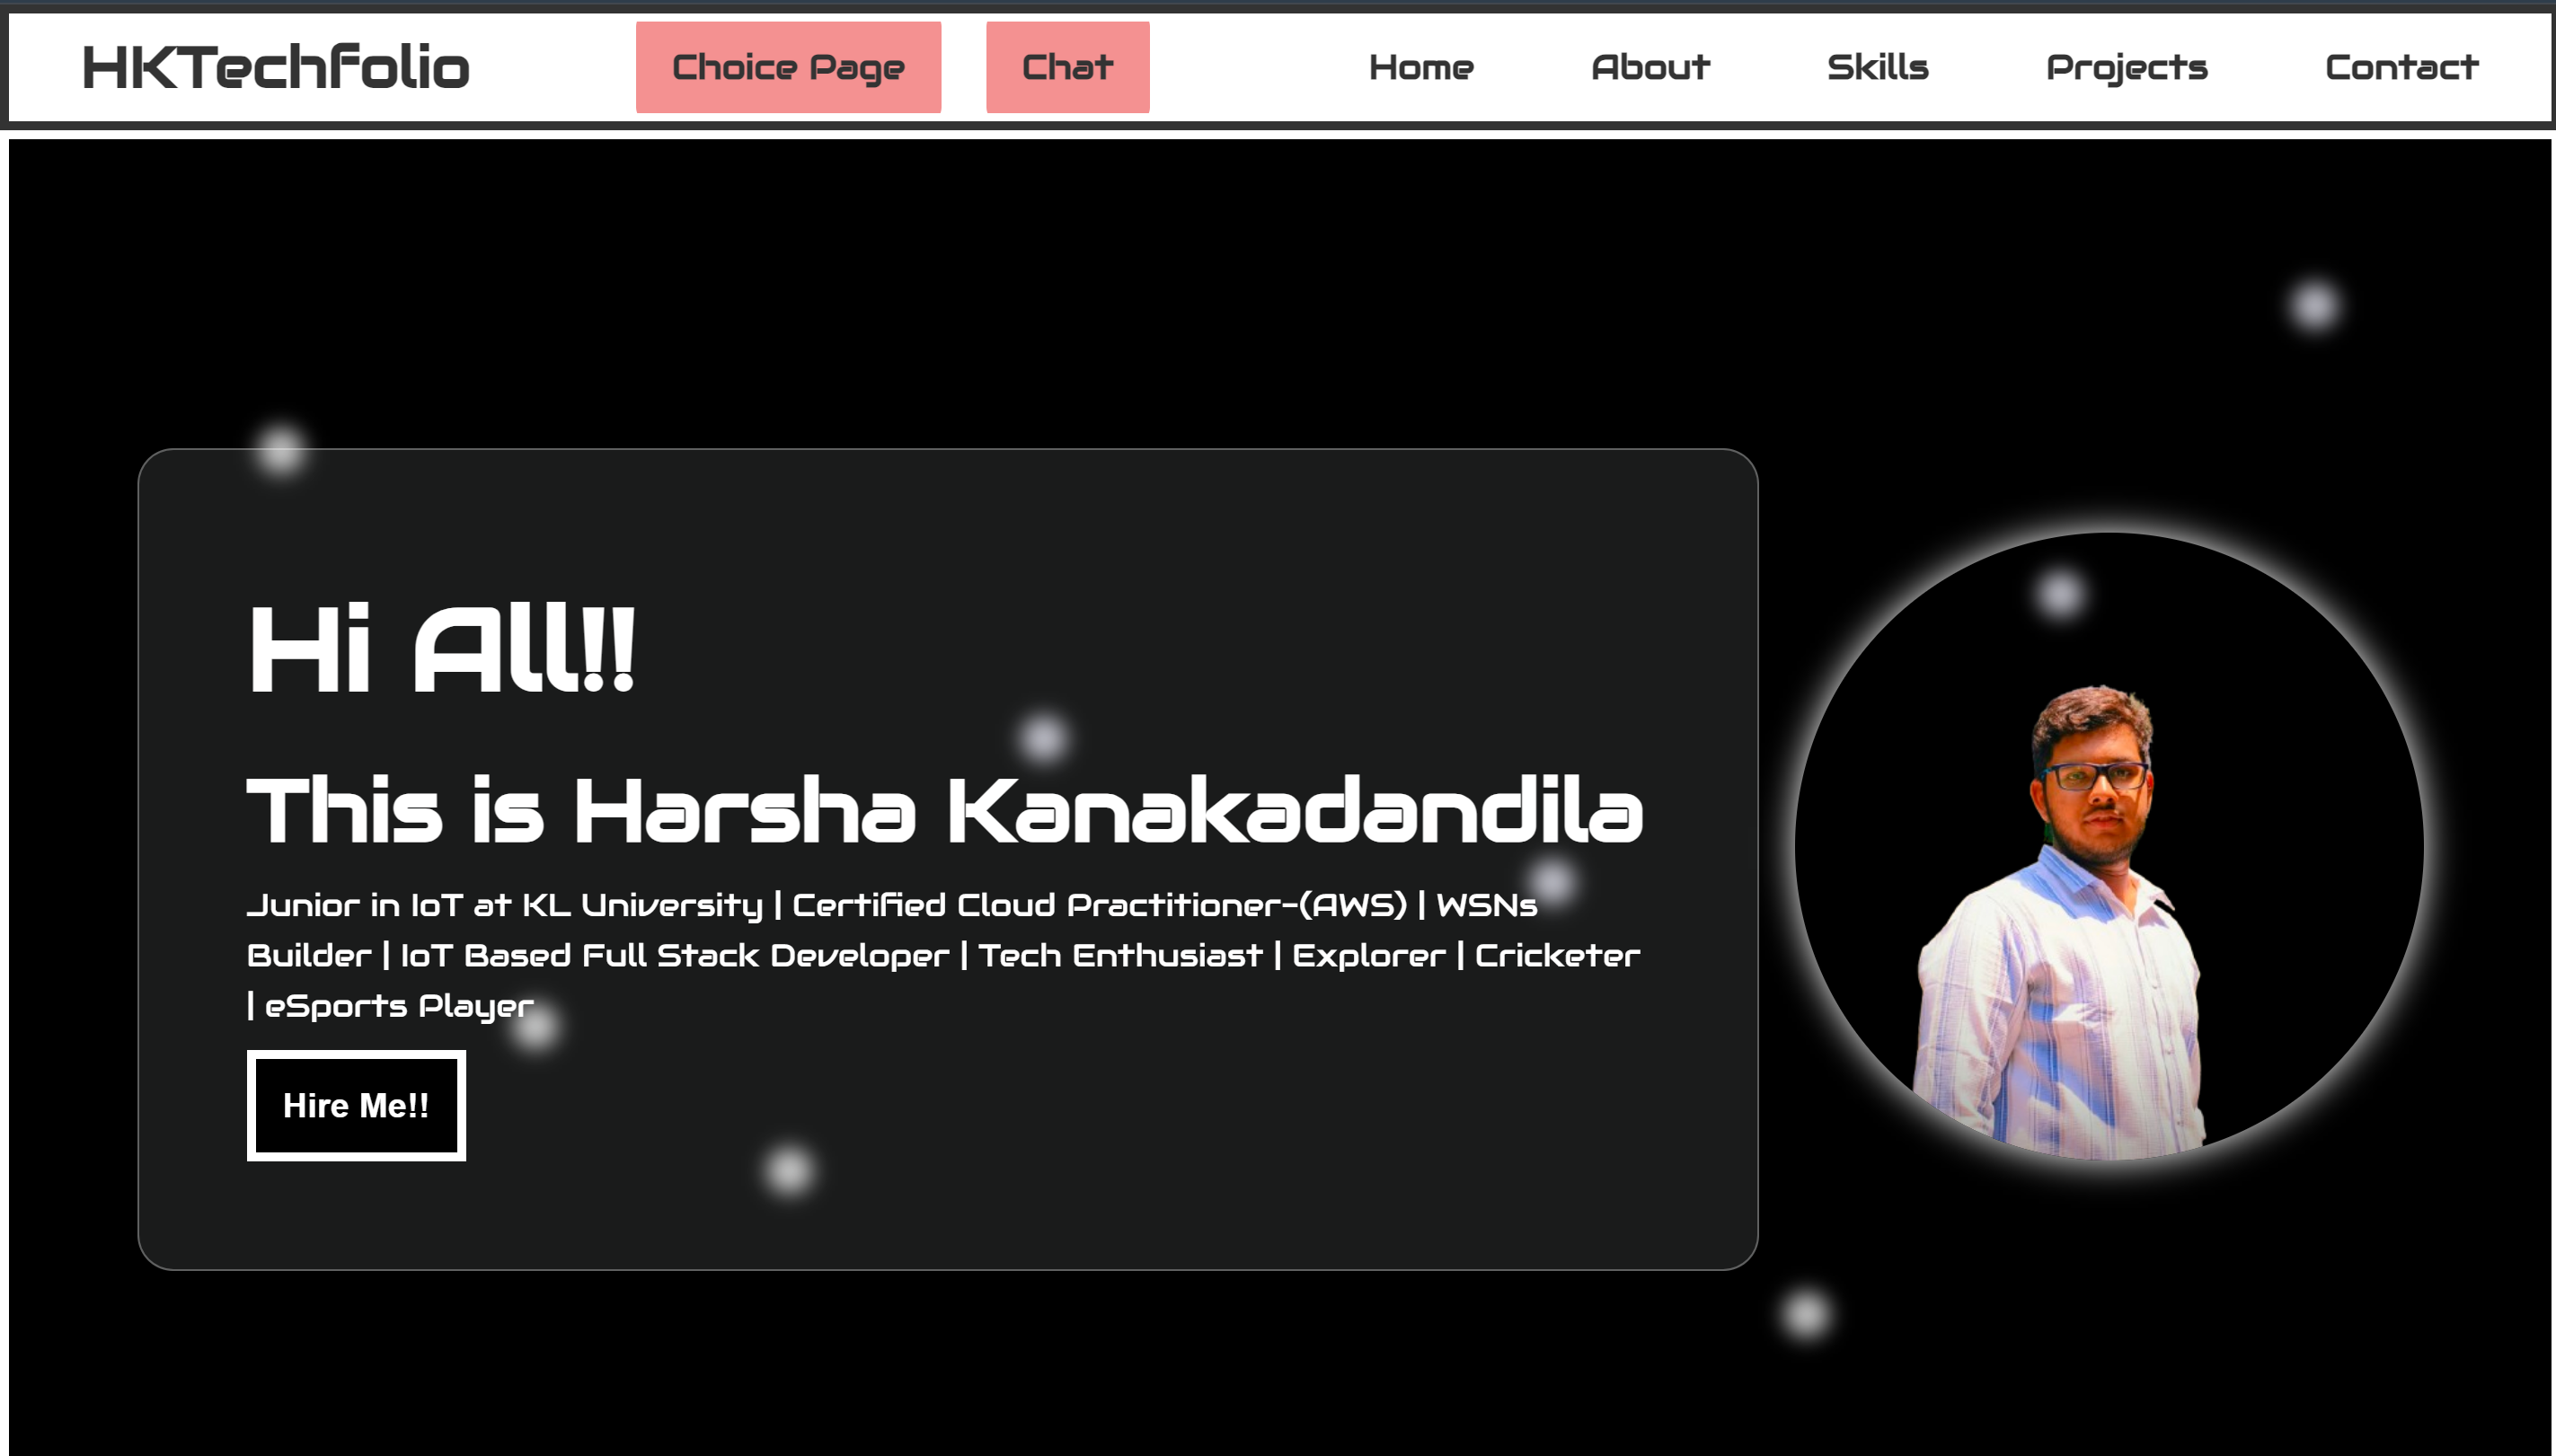 HKTechfolio
Choice Page
Chat
Home
About
Skills
Projects
Contact
Hi All!!
This is Harsha Kanakadandila
Junior in IoT at KL University | Certified Cloud Practitioner-(AWS) | WSNs
Builder | IoT Based Full Stack Developer | Tech Enthusiast | Explorer | Cricketer
| eSports Player
Hire Me!!